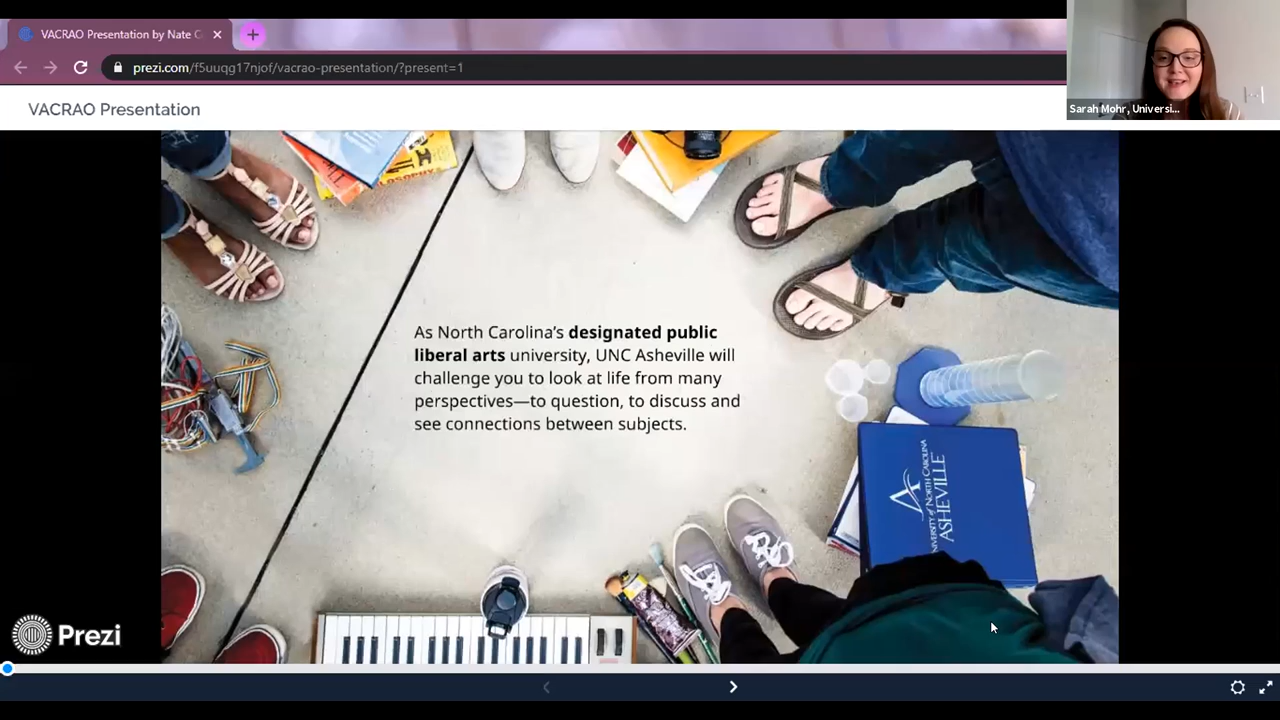 VACRAO Presentation by Nate C
prezi.com/f5uuqg17njof/vacrao-presentation/?present=1
Sarah Mohr, Universi...
VACRAO Presentation
PHILOSOPHY
As North Carolina's designated public
liberal arts university, UNC Asheville will
challenge you to look at life from many
perspectives—to question, to discuss and
see connections between subjects.
UNIVERSITY of NORTH CAROLINA
ASHEVILLE
Prezi